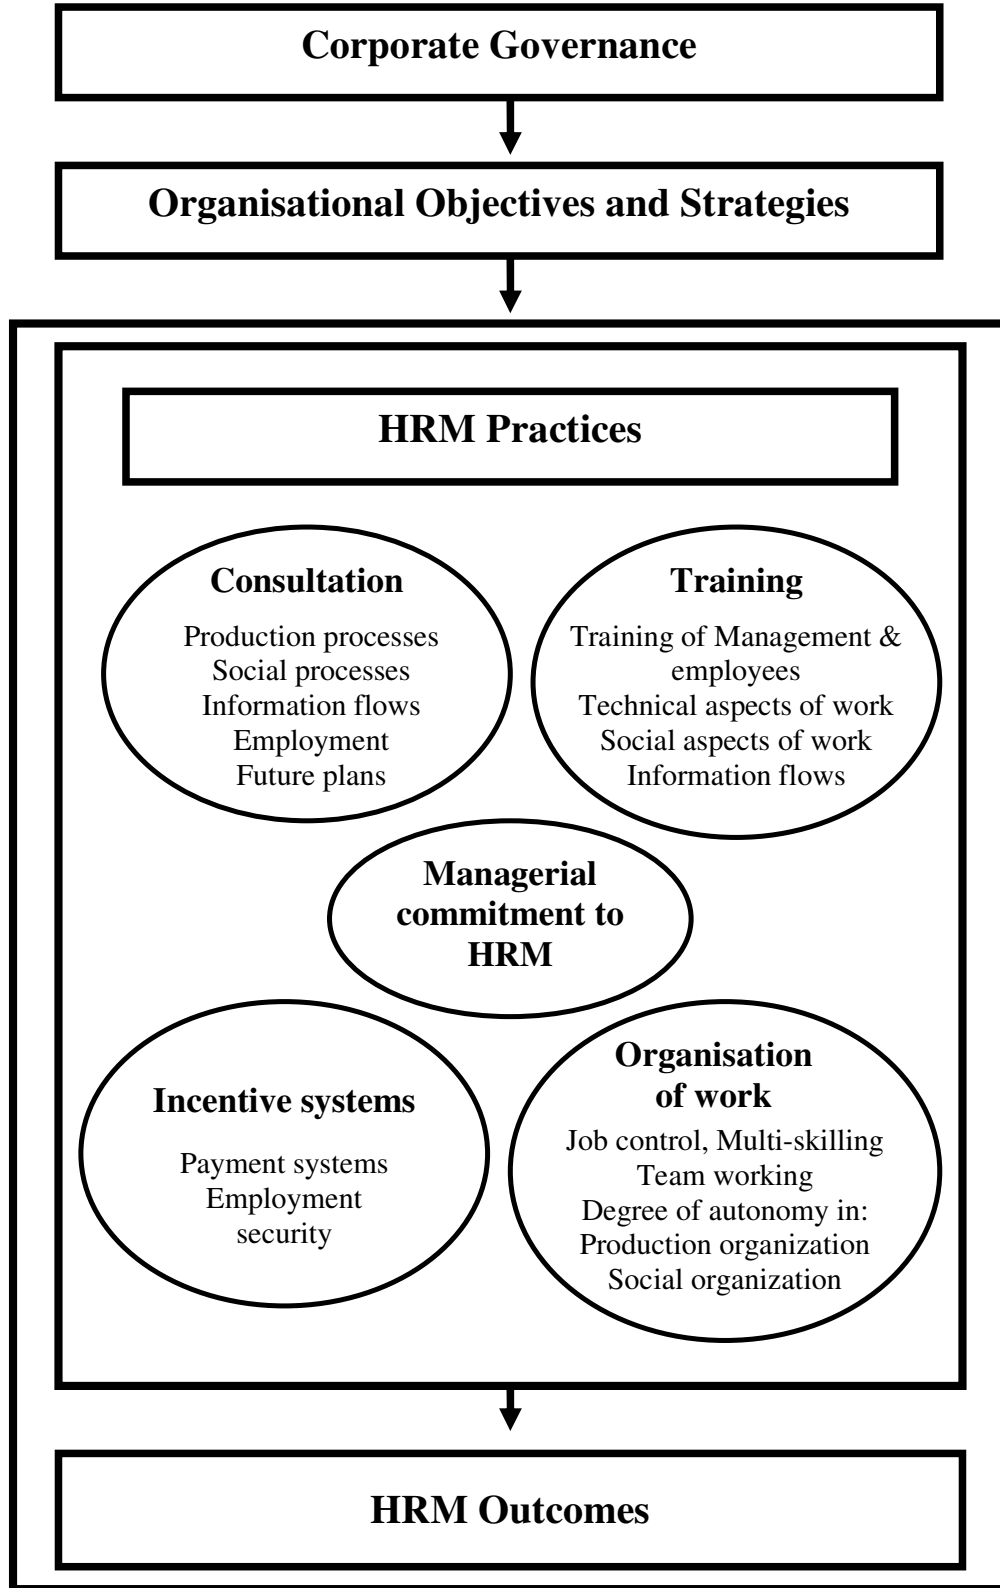 Corporate Governance
Organisational Objectives and Strategies
HRM Practices
Consultation
Production processes
Social processes
Information flows
Employment
Future plans
Training
Training of Management &
employees
Technical aspects of work
Social aspects of work
Information flows
Managerial
commitment to
HRM
Incentive systems
Payment systems
Employment
security
Organisation
of work
Job control, Multi-skilling
Team working
Degree of autonomy in:
Production organization
Social organization
HRM Outcomes